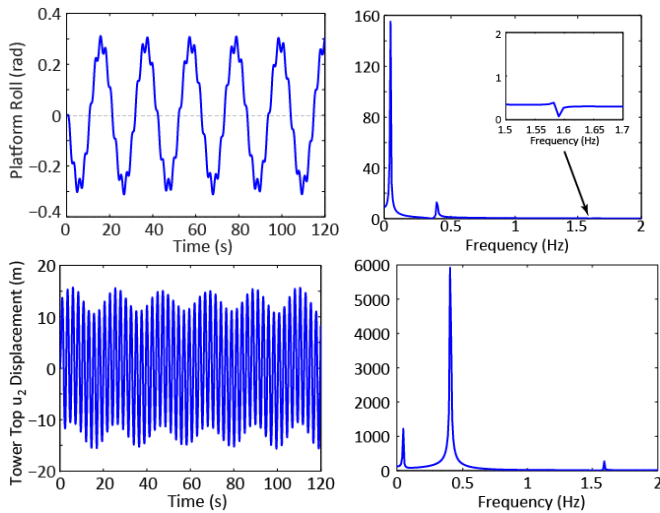 Platform Roll (rad)
0.4
0.2
0
−0.2
−0.4
0 20 40 60 80 100 120
Time (s)
160
120
80
40
0
0 0.5 1 1.5 2
Frequency (Hz)
2
1
0
1.5 1.55 1.6 1.65 1.7
Frequency (Hz)
Tower Top u2 Displacement (m)
20
10
0
−10
−20
0 20 40 60 80 100 120
Time (s)
6000
5000
4000
3000
2000
1000
0
0 0.5 1 1.5 2
Frequency (Hz)